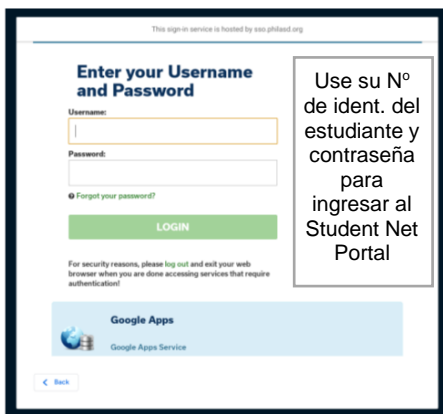 This sign-in service is hosted by sso.philasd.org
Enter your Username
and Password
Username:
Password:
Forgot your password?
LOGIN
For security reasons, please log out and exit your web
browser when you are done accessing services that require
authentication!
Google Apps
Google Apps Service
Back
Use su Nº
de ident. del
estudiante y
contraseña
para
ingresar al
Student Net
Portal